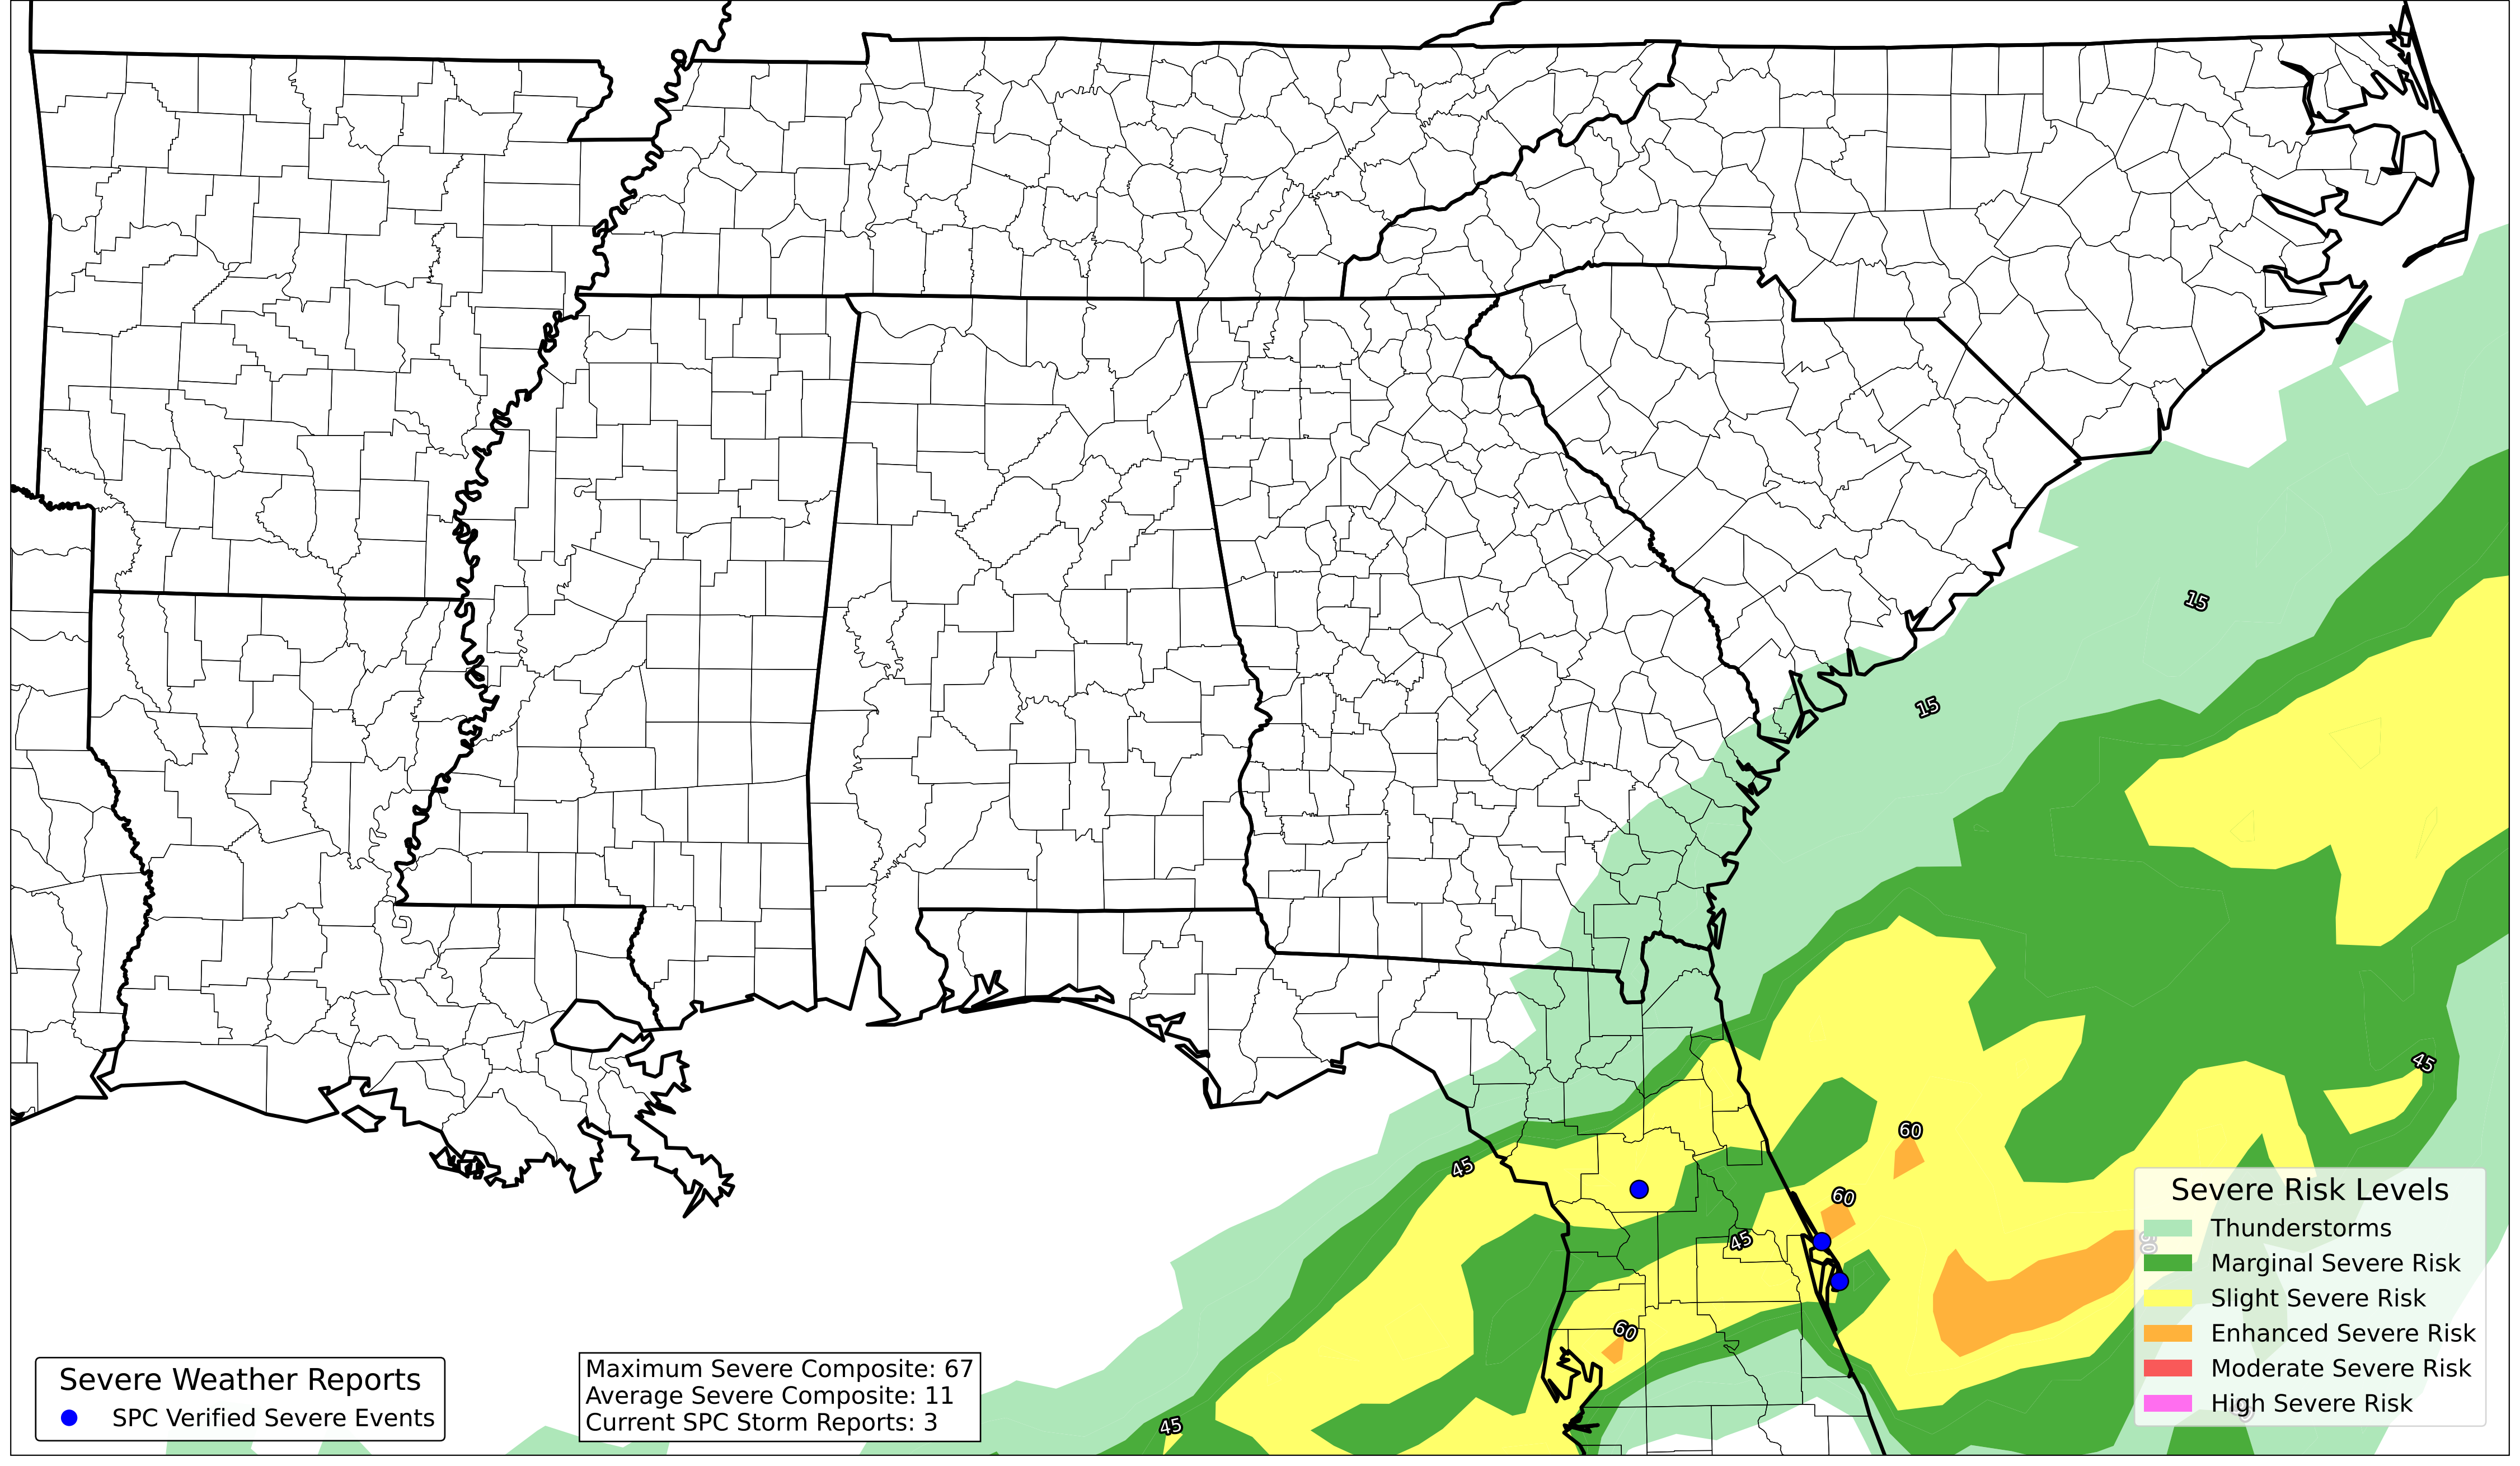 15
15
45
60
45
60
45
60
45
Severe Risk Levels
Thunderstorms
Marginal Severe Risk
Slight Severe Risk
Enhanced Severe Risk
Moderate Severe Risk
High Severe Risk
Severe Weather Reports
SPC Verified Severe Events
Maximum Severe Composite: 67
Average Severe Composite: 11
Current SPC Storm Reports: 3